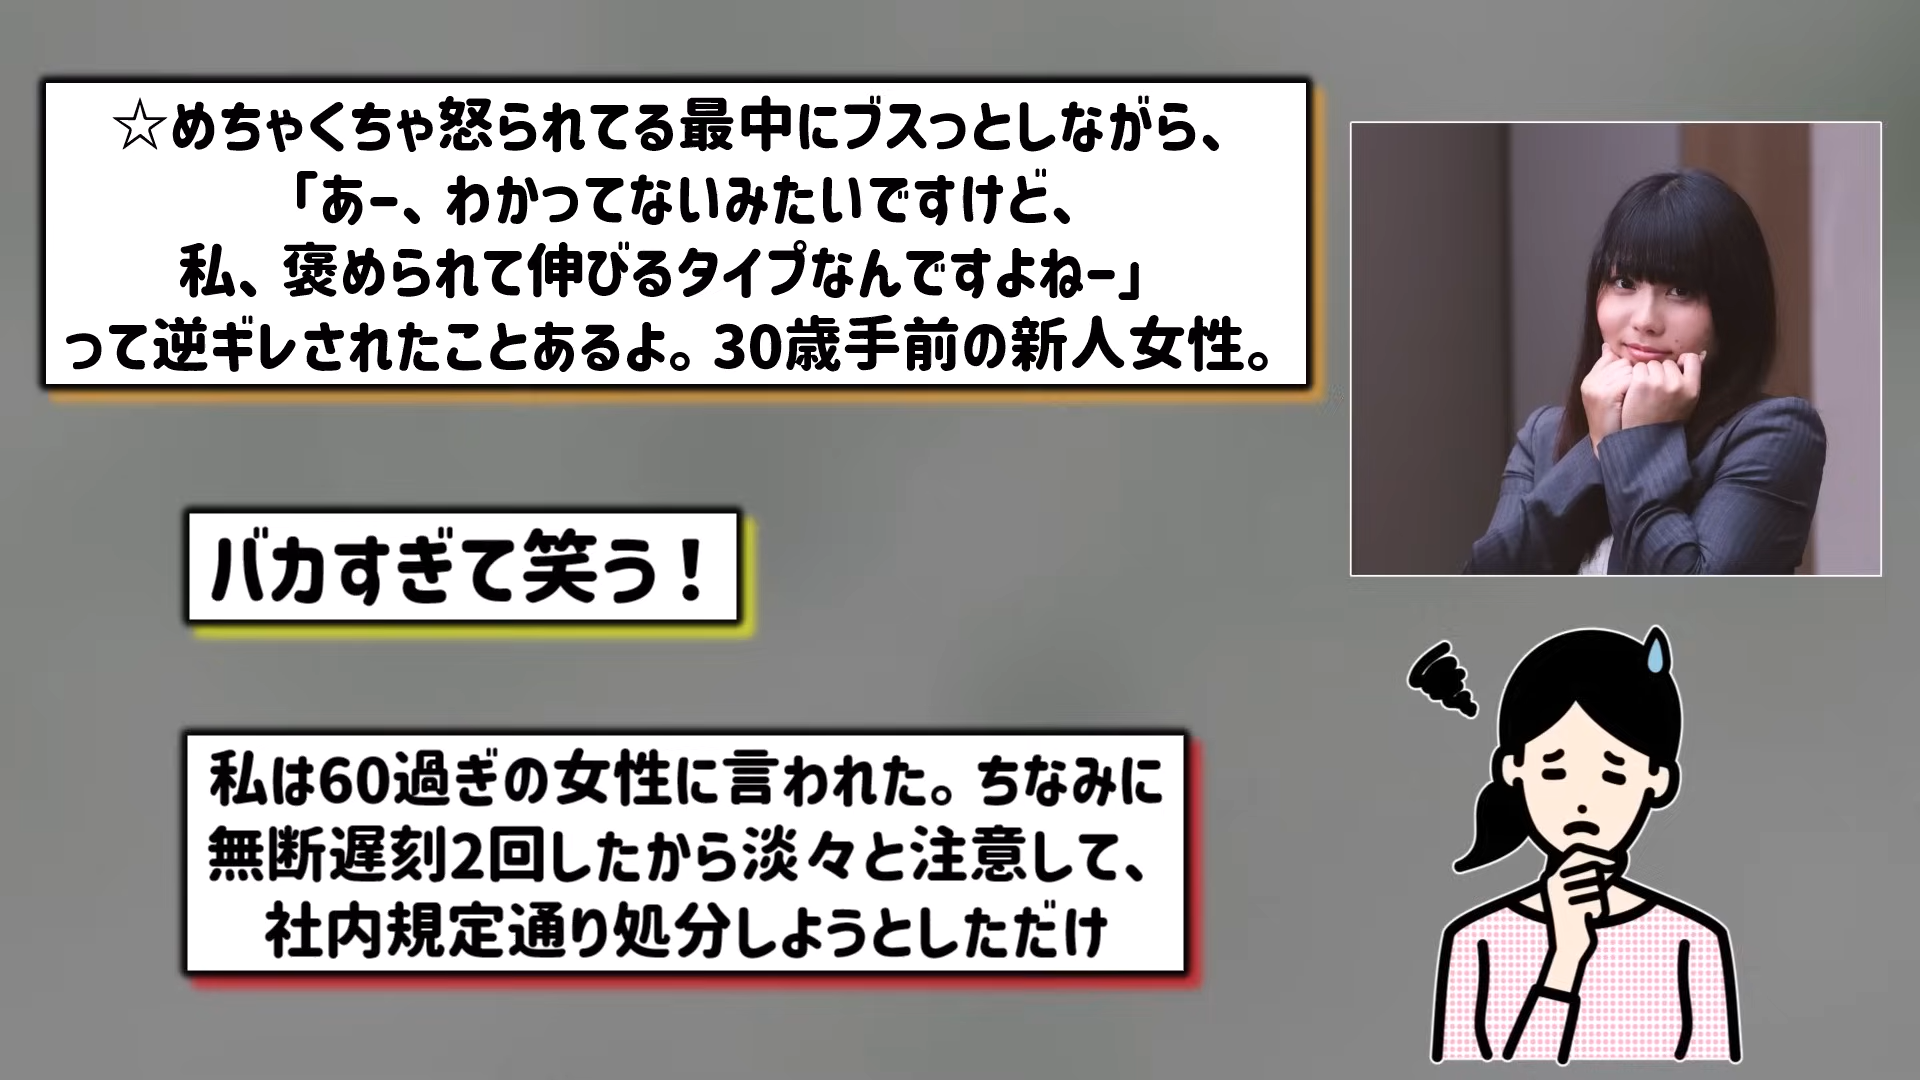 ☆めちゃくちゃ怒られてる最中にブスっとしながら、
「あー、わかってないみたいですけど、
私、褒められて伸びるタイプなんですよねー」
って逆ギレされたことあるよ。30歳手前の新人女性。
バカすぎて笑う！
私は60過ぎの女性に言われた。ちなみに
無断遅刻2回したから淡々と注意して、
社内規定通り処分しようとしただけ